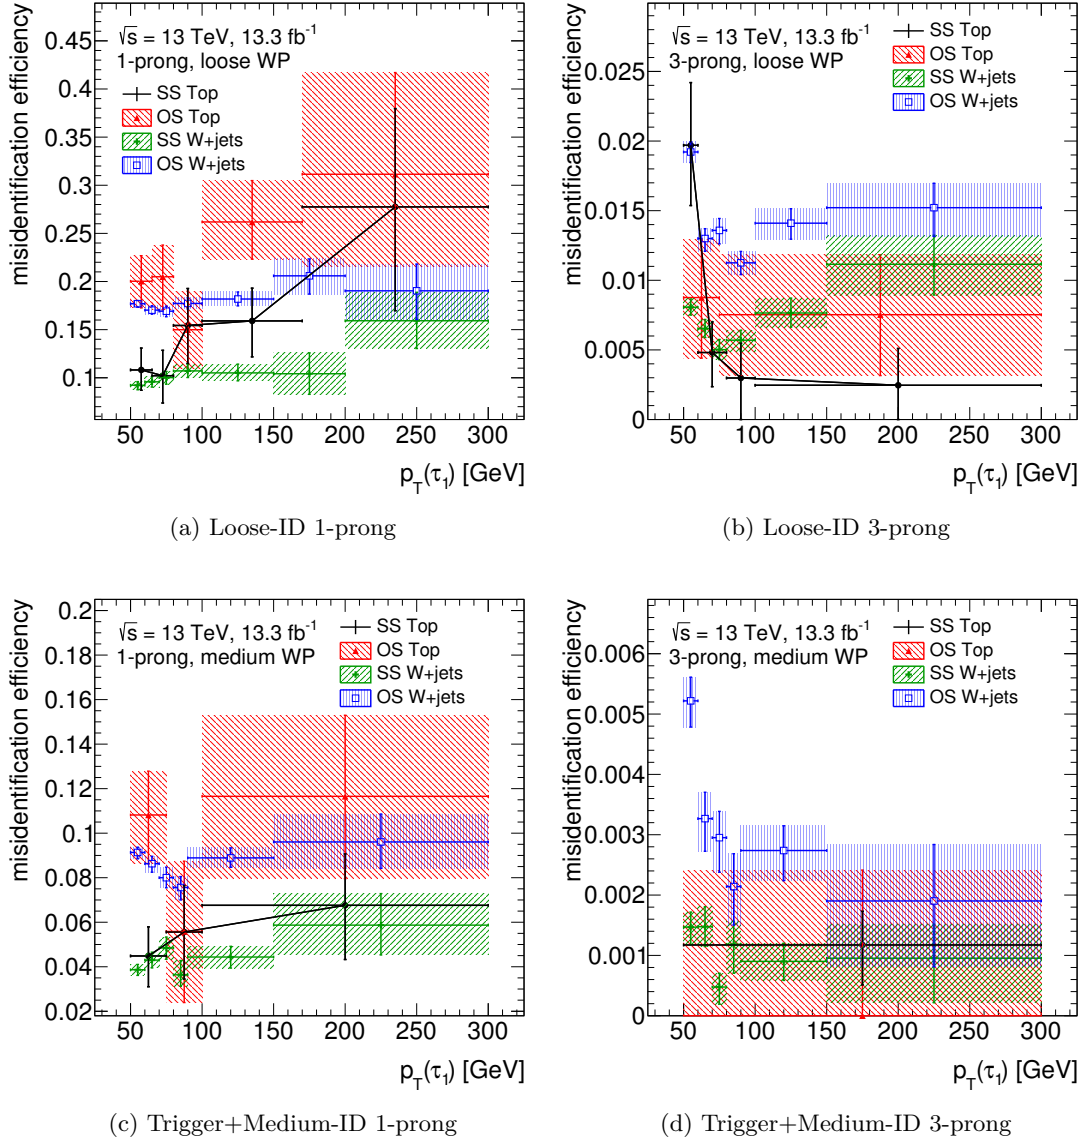 misidentification efficiency
√s = 13 TeV, 13.3 fb⁻¹
1-prong, loose WP
SS Top
OS Top
SS W+jets
OS W+jets
0.45
0.4
0.35
0.3
0.25
0.2
0.15
0.1
50 100 150 200 250 300
p_T(τ₁) [GeV]
(a) Loose-ID 1-prong
misidentification efficiency
√s = 13 TeV, 13.3 fb⁻¹
3-prong, loose WP
SS Top
OS Top
SS W+jets
OS W+jets
0.025
0.02
0.015
0.01
0.005
0
50 100 150 200 250 300
p_T(τ₁) [GeV]
(b) Loose-ID 3-prong
misidentification efficiency
√s = 13 TeV, 13.3 fb⁻¹
1-prong, medium WP
SS Top
OS Top
SS W+jets
OS W+jets
0.2
0.18
0.16
0.14
0.12
0.1
0.08
0.06
0.04
0.02
50 100 150 200 250 300
p_T(τ₁) [GeV]
(c) Trigger+Medium-ID 1-prong
misidentification efficiency
√s = 13 TeV, 13.3 fb⁻¹
3-prong, medium WP
SS Top
OS Top
SS W+jets
OS W+jets
0.006
0.005
0.004
0.003
0.002
0.001
0
50 100 150 200 250 300
p_T(τ₁) [GeV]
(d) Trigger+Medium-ID 3-prong